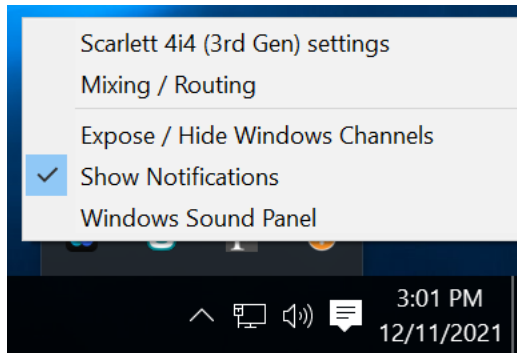 Scarlett 4i4 (3rd Gen) settings
Mixing / Routing
Expose / Hide Windows Channels
Show Notifications
Windows Sound Panel
3:01 PM
12/11/2021